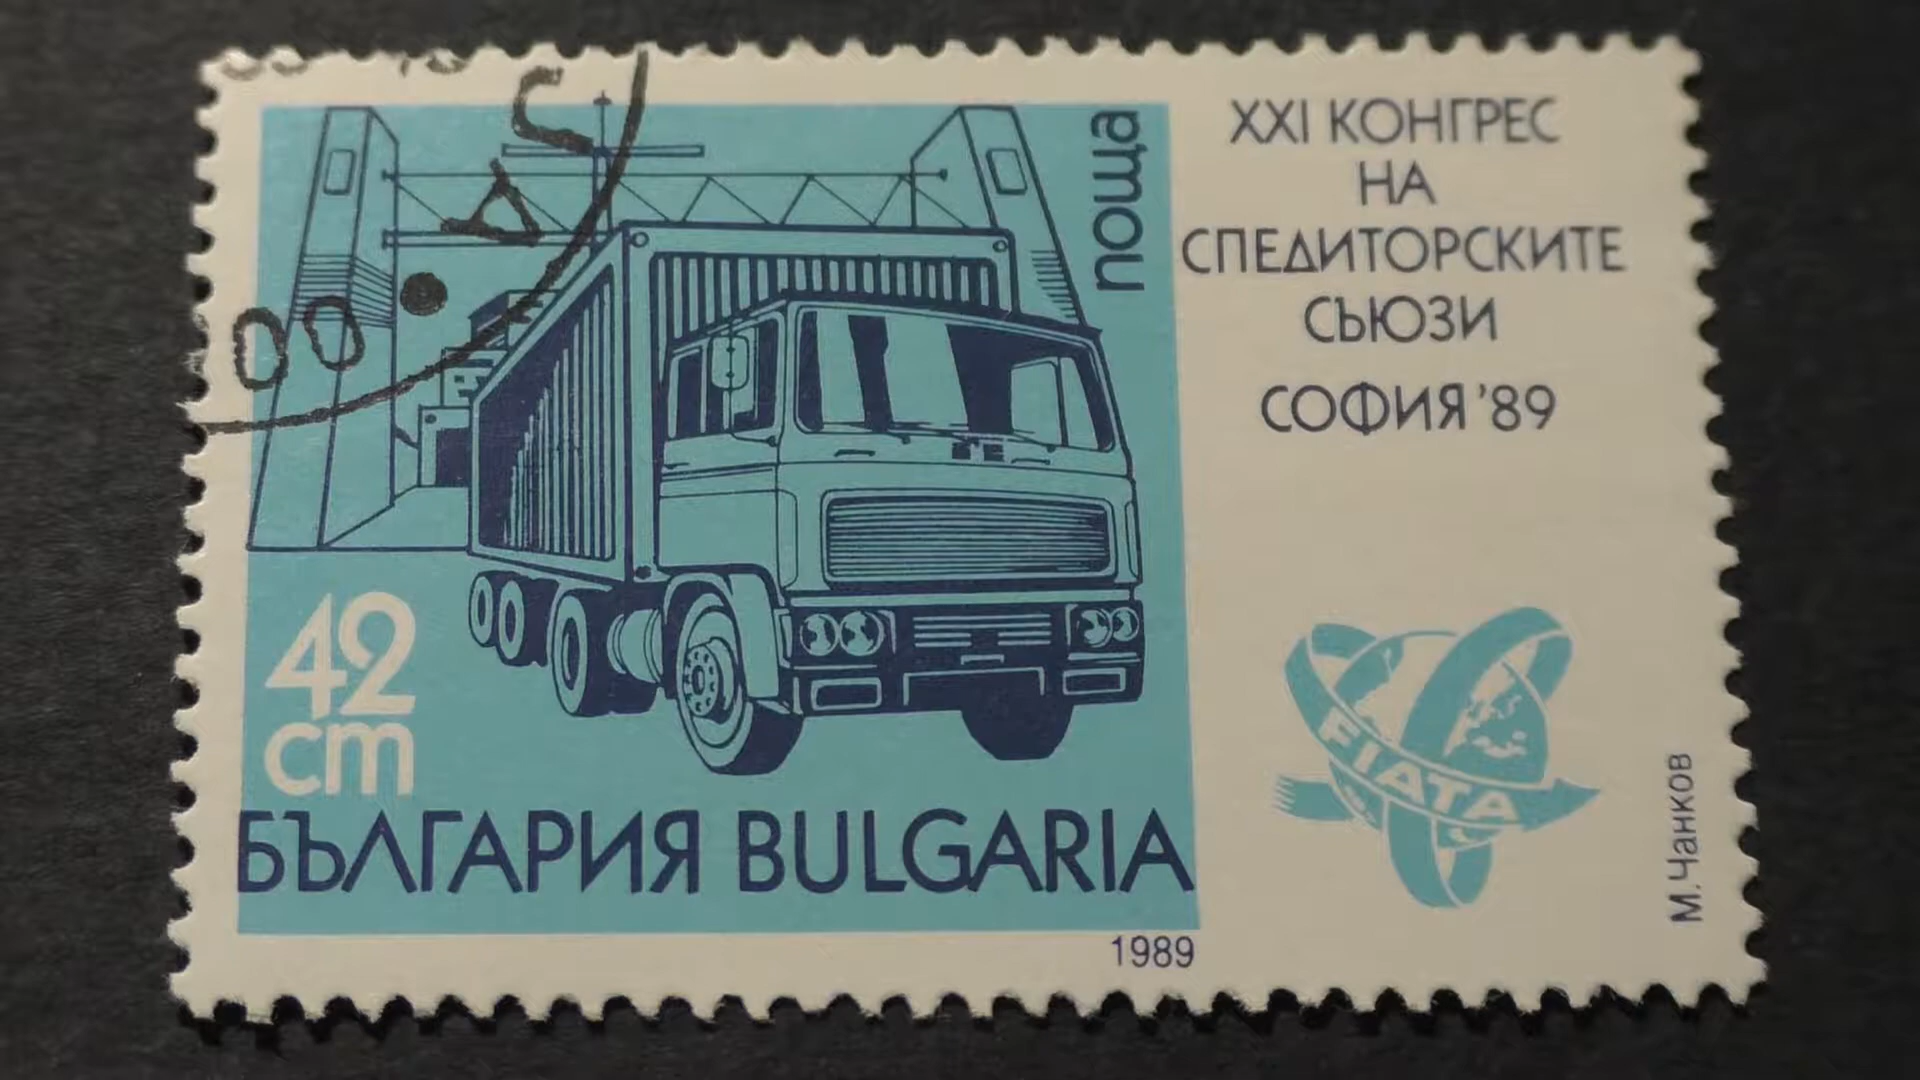 поща
42
ст
БЪЛГАРИЯ BULGARIA
1989
XXI КОНГРЕС
НА
СПЕДИТОРСКИТЕ
СЪЮЗИ
СОФИЯ '89
FIATA
М.Чанков